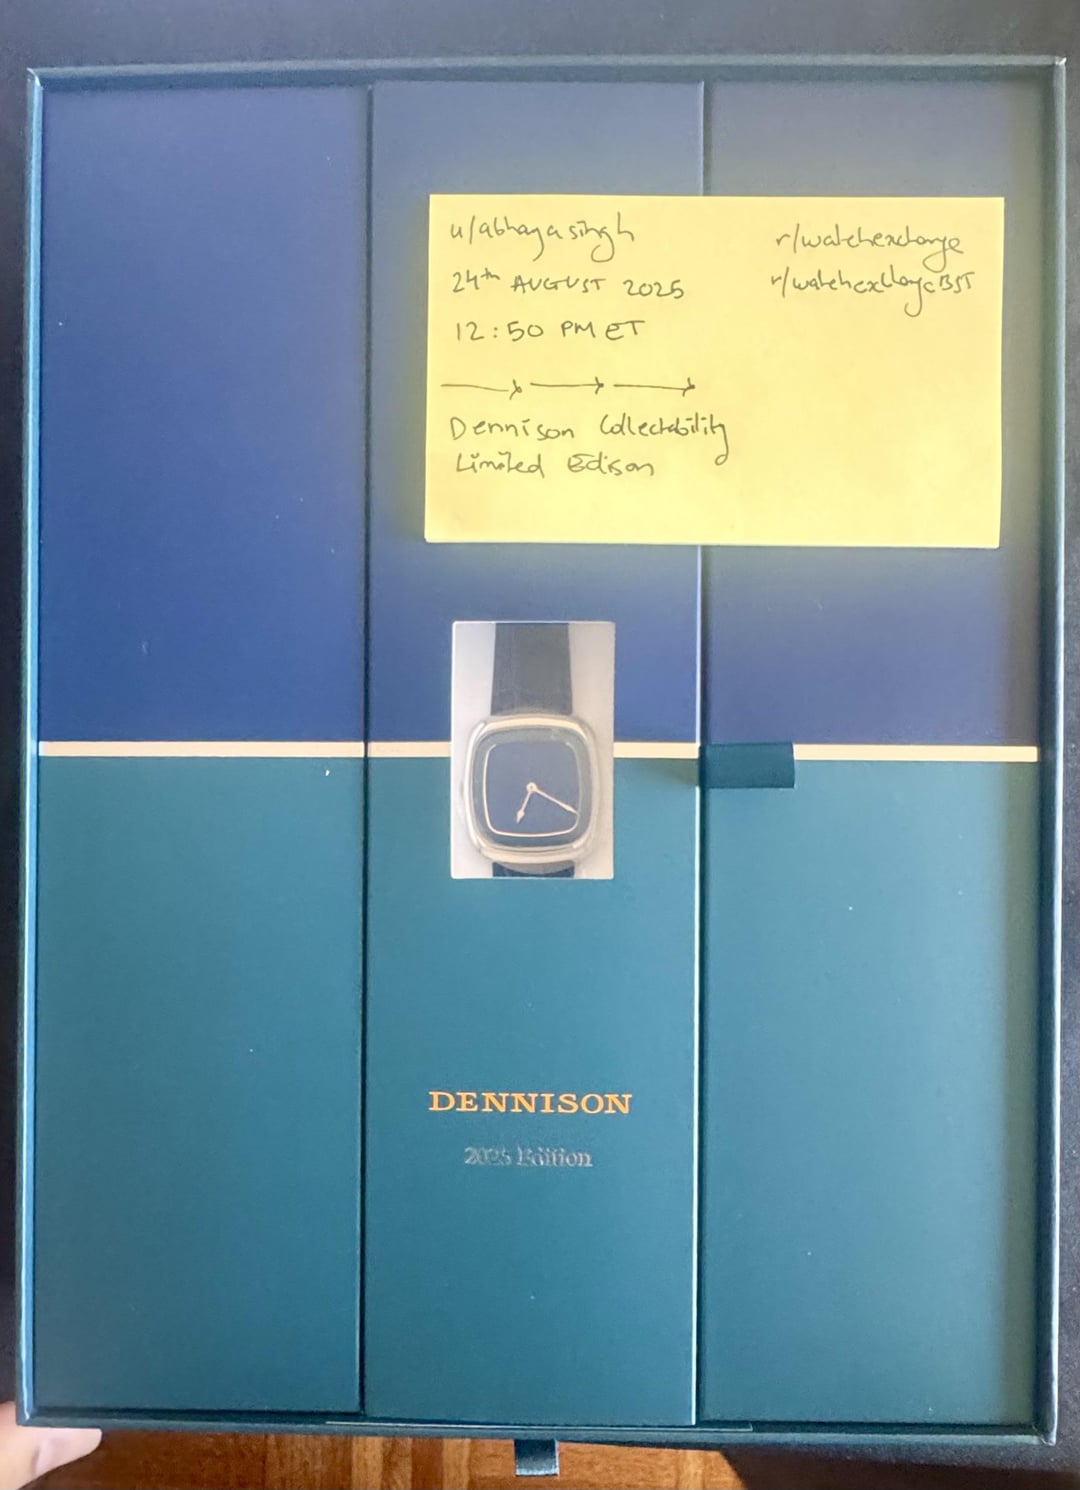 u/abhayasingh
24th AUGUST 2025
12:50 PM ET
r/watchexchange
r/watchexchangeBST
Dennison Collectability
Limited Edison
DENNISON
2025 Edition